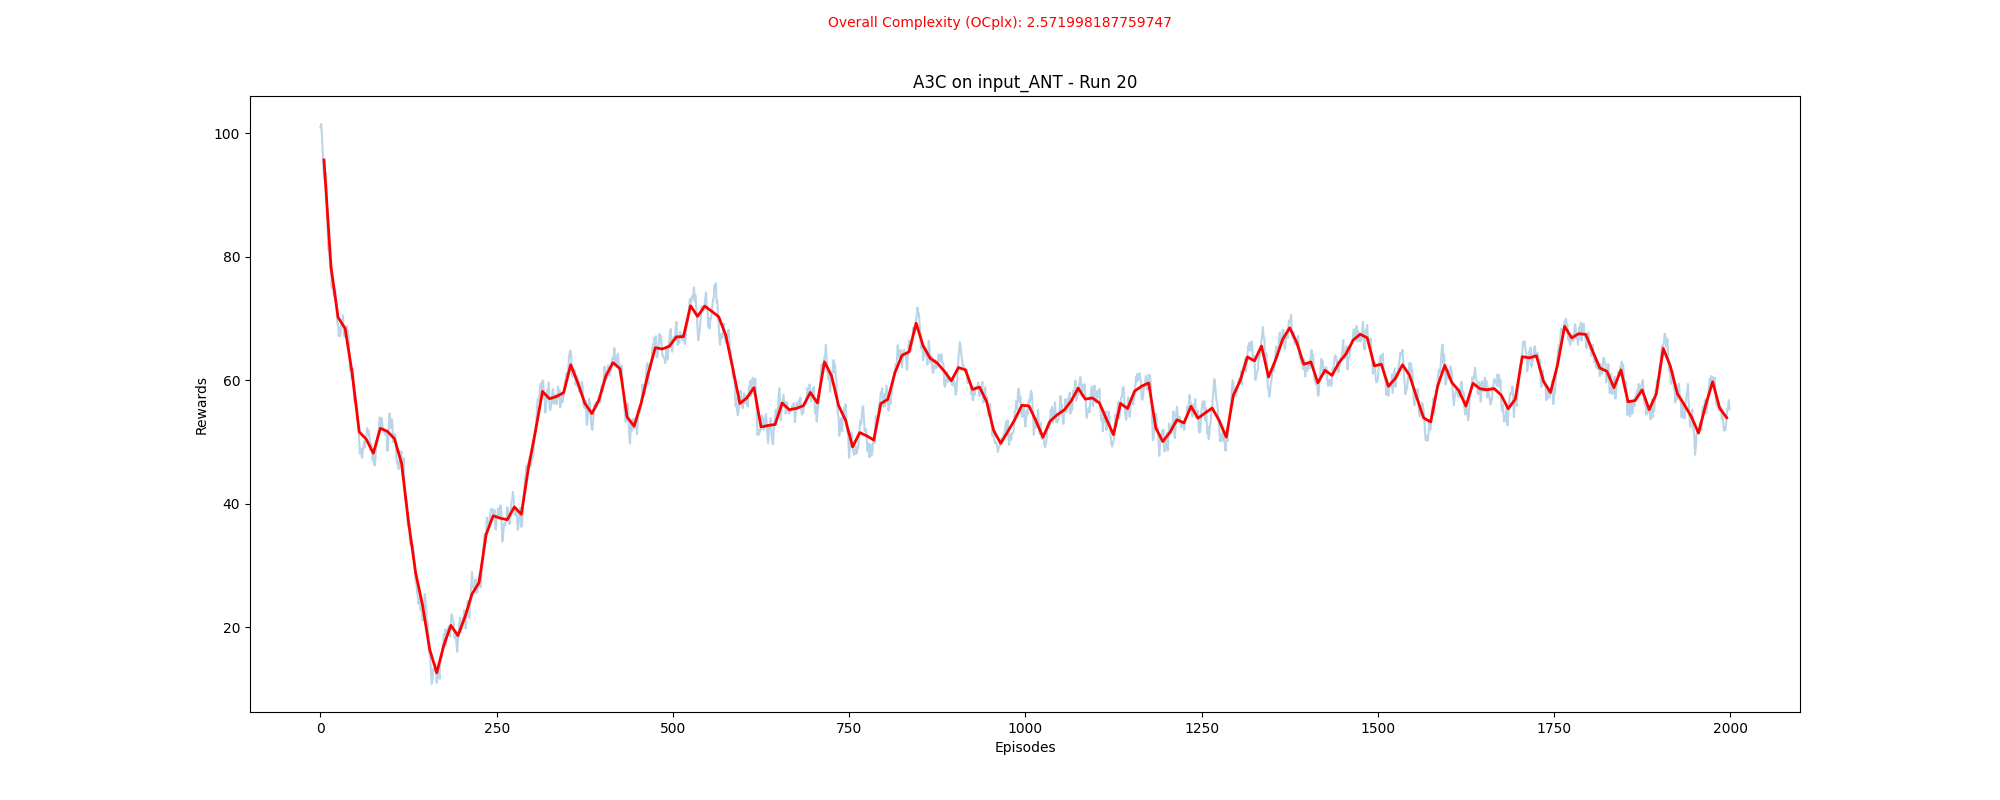 Overall Complexity (OCplx): 2.571998187759747
A3C on input_ANT - Run 20
Rewards
100
80
60
40
20
0 250 500 750 1000 1250 1500 1750 2000
Episodes